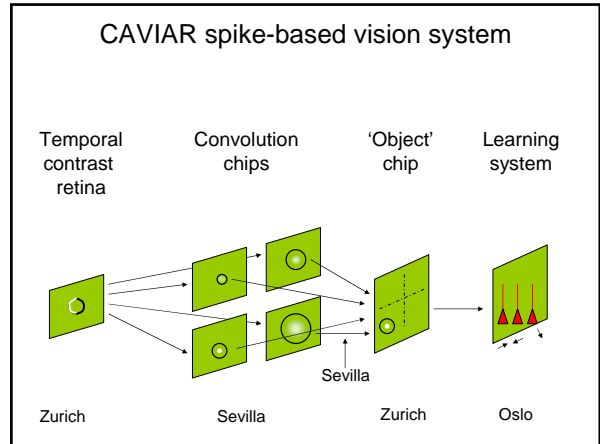 CAVIAR spike-based vision system
Temporal
contrast
retina
Convolution
chips
‘Object’
chip
Learning
system
Sevilla
Zurich
Sevilla
Zurich
Oslo